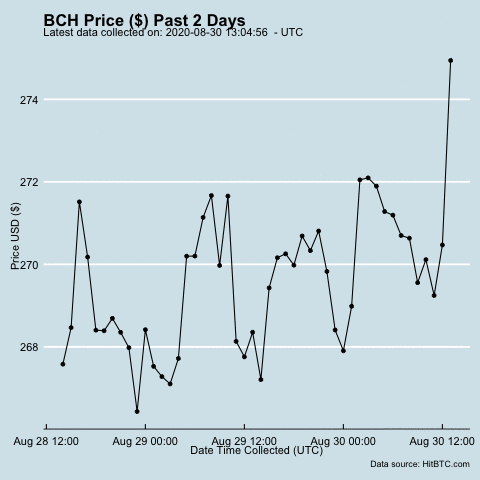 BCH Price ($) Past 2 Days
Latest data collected on: 2020-08-30 13:04:56 - UTC
274
272
270
268
Price USD ($)
Aug 28 12:00 Aug 29 00:00 Aug 29 12:00 Aug 30 00:00 Aug 30 12:00
Date Time Collected (UTC)
Data source: HitBTC.com